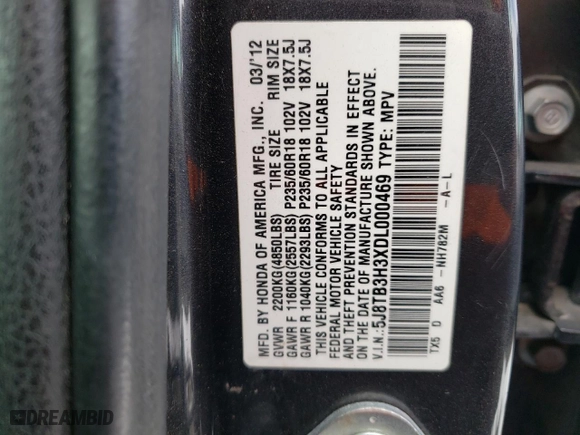 MFD. BY HONDA OF AMERICA MFG., INC. 03/'12
TIRE SIZE RIM SIZE
GVWR 2200KG(4850LBS)
GAWR F 1160KG(2557LBS) P235/60R18 102V 18X7.5J
GAWR R 1040KG(2293LBS) P235/60R18 102V 18X7.5J
THIS VEHICLE CONFORMS TO ALL APPLICABLE
FEDERAL MOTOR VEHICLE SAFETY
AND THEFT PREVENTION STANDARDS IN EFFECT
ON THE DATE OF MANUFACTURE SHOWN ABOVE.
V.I.N.:5J8TB3H3XDL000469 TYPE: MPV
TX5 0 AA6 -NH782M -A-L
DREAMBID